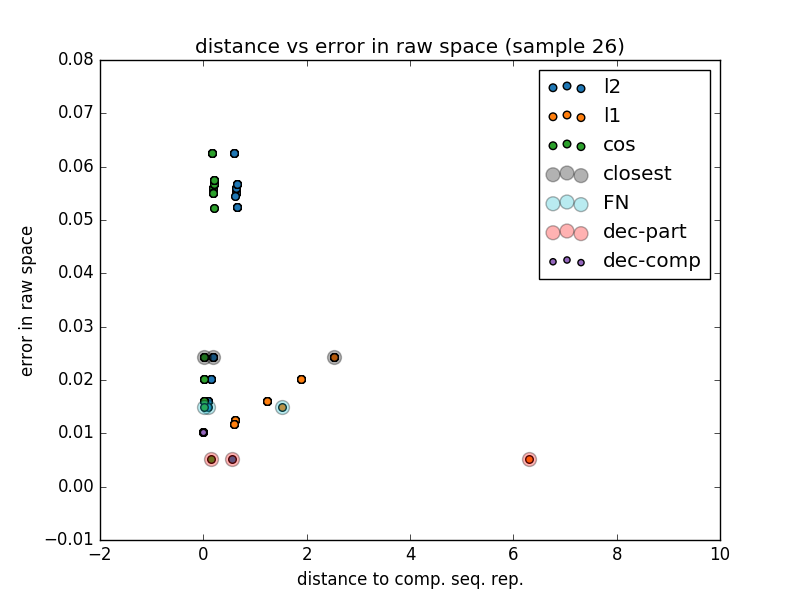 distance vs error in raw space (sample 26)
0.08
0.07
0.06
0.05
0.04
0.03
0.02
0.01
0.00
−0.01
error in raw space
l2
l1
cos
closest
FN
dec-part
dec-comp
−2 0 2 4 6 8 10
distance to comp. seq. rep.